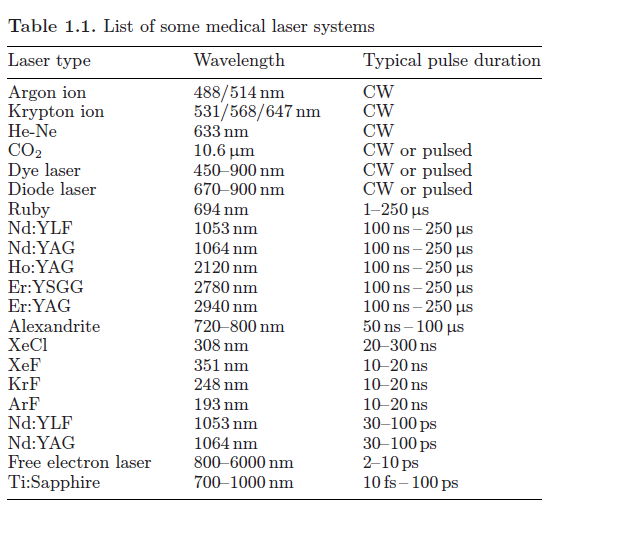 Table 1.1. List of some medical laser systems
Laser type Wavelength Typical pulse duration
Argon ion 488/514 nm CW
Krypton ion 531/568/647 nm CW
He-Ne 633 nm CW
CO₂ 10.6 μm CW or pulsed
Dye laser 450–900 nm CW or pulsed
Diode laser 670–900 nm CW or pulsed
Ruby 694 nm 1–250 μs
Nd:YLF 1053 nm 100 ns – 250 μs
Nd:YAG 1064 nm 100 ns – 250 μs
Ho:YAG 2120 nm 100 ns – 250 μs
Er:YSGG 2780 nm 100 ns – 250 μs
Er:YAG 2940 nm 100 ns – 250 μs
Alexandrite 720–800 nm 50 ns – 100 μs
XeCl 308 nm 20–300 ns
XeF 351 nm 10–20 ns
KrF 248 nm 10–20 ns
ArF 193 nm 10–20 ns
Nd:YLF 1053 nm 30–100 ps
Nd:YAG 1064 nm 30–100 ps
Free electron laser 800–6000 nm 2–10 ps
Ti:Sapphire 700–1000 nm 10 fs – 100 ps